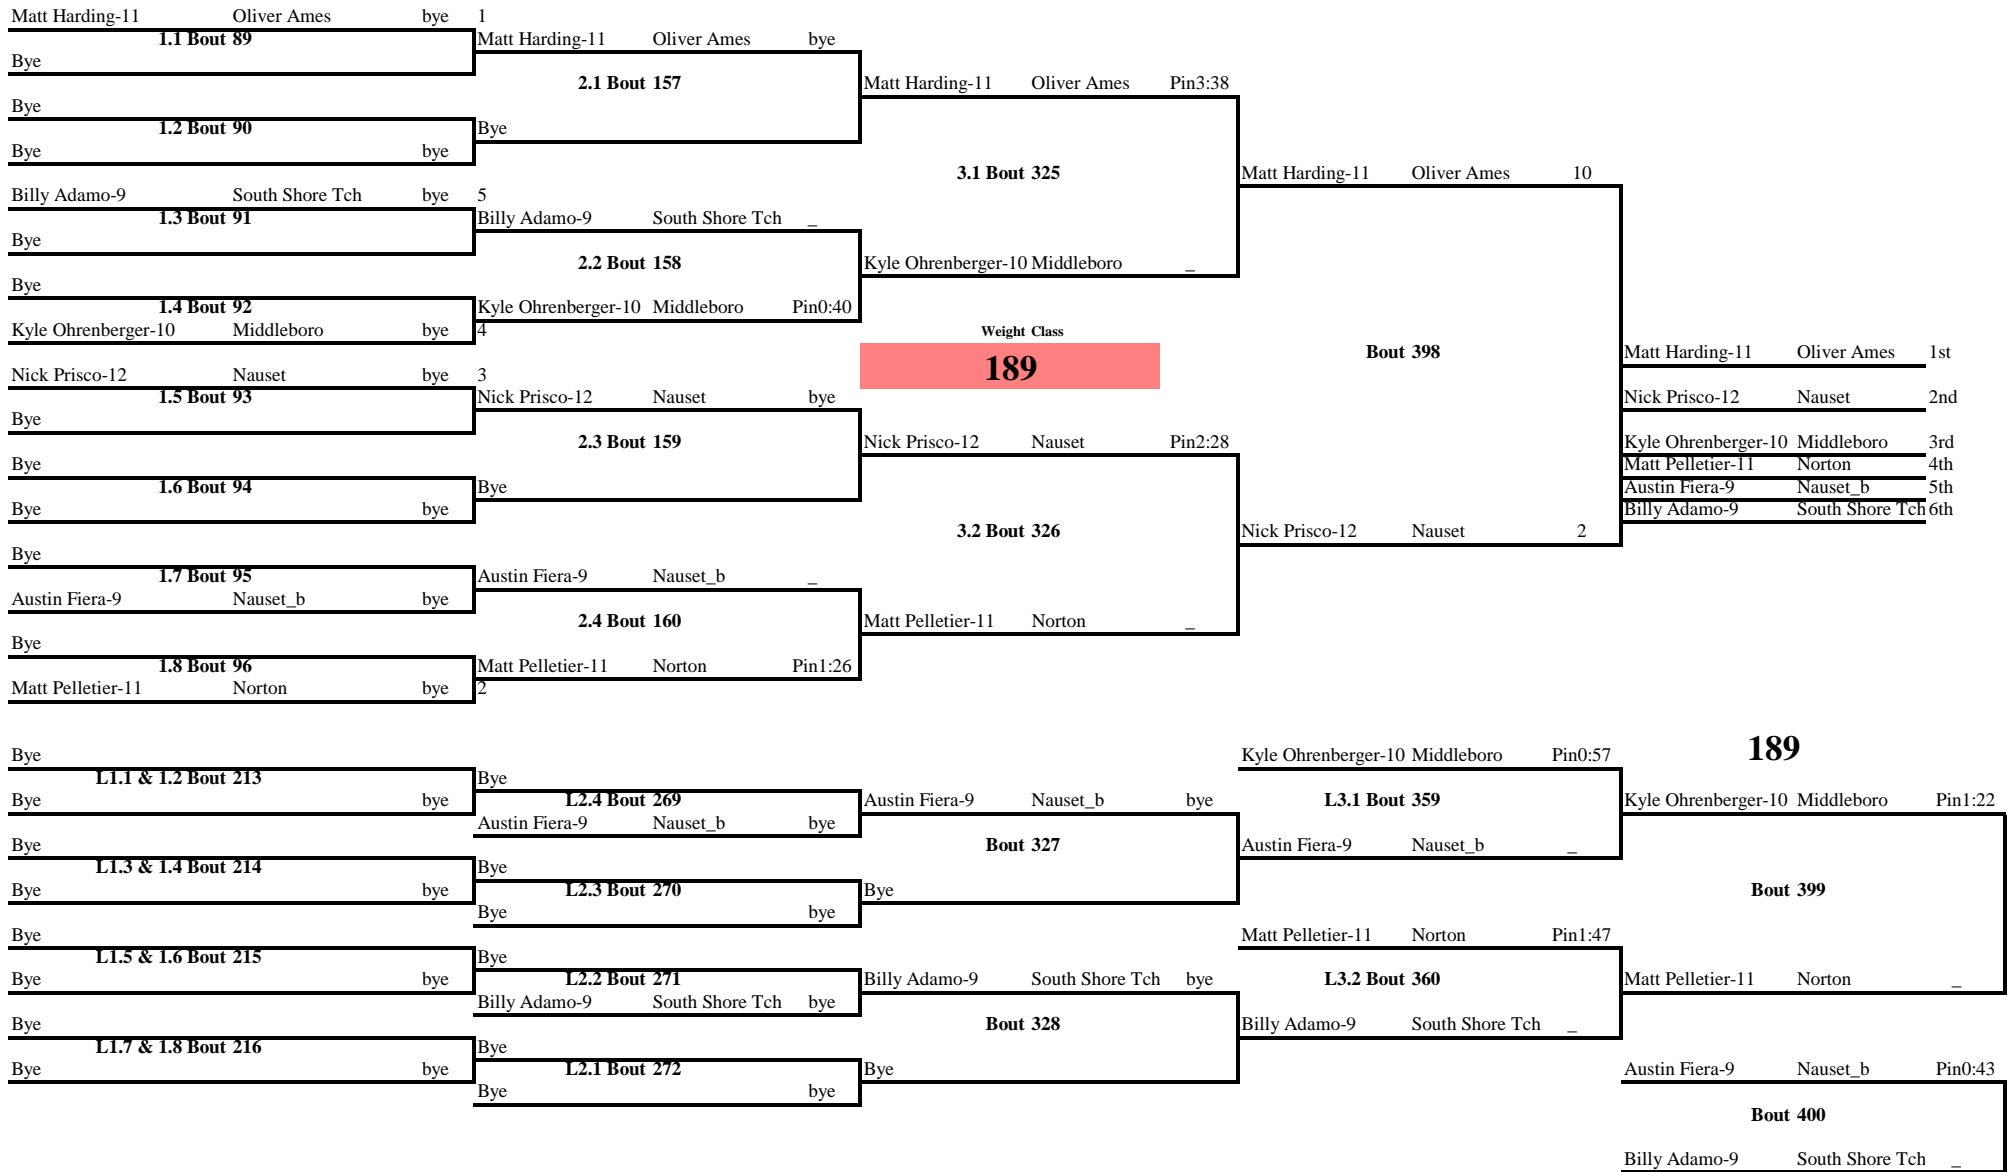 Matt Harding-11 Oliver Ames bye 1
1.1 Bout 89
Bye
Bye
1.2 Bout 90
Bye bye
Billy Adamo-9 South Shore Tch bye 5
1.3 Bout 91
Bye
Bye
1.4 Bout 92
Kyle Ohrenberger-10 Middleboro bye 4
Nick Prisco-12 Nauset bye 3
1.5 Bout 93
Bye
Bye
1.6 Bout 94
Bye bye
Bye
1.7 Bout 95
Austin Fiera-9 Nauset_b bye
Bye
1.8 Bout 96
Matt Pelletier-11 Norton bye 2
Matt Harding-11 Oliver Ames bye
2.1 Bout 157
Bye
Billy Adamo-9 South Shore Tch _
2.2 Bout 158
Kyle Ohrenberger-10 Middleboro Pin0:40
Nick Prisco-12 Nauset bye
2.3 Bout 159
Bye
Austin Fiera-9 Nauset_b _
2.4 Bout 160
Matt Pelletier-11 Norton Pin1:26
Matt Harding-11 Oliver Ames Pin3:38
3.1 Bout 325
Kyle Ohrenberger-10 Middleboro _
Weight Class
189
Nick Prisco-12 Nauset Pin2:28
3.2 Bout 326
Matt Pelletier-11 Norton _
Matt Harding-11 Oliver Ames 10
Bout 398
Nick Prisco-12 Nauset 2
Matt Harding-11 Oliver Ames 1st
Nick Prisco-12 Nauset 2nd
Kyle Ohrenberger-10 Middleboro 3rd
Matt Pelletier-11 Norton 4th
Austin Fiera-9 Nauset_b 5th
Billy Adamo-9 South Shore Tch 6th
Bye
L1.1 & 1.2 Bout 213
Bye bye
Bye
L1.3 & 1.4 Bout 214
Bye bye
Bye
L1.5 & 1.6 Bout 215
Bye bye
Bye
L1.7 & 1.8 Bout 216
Bye bye
Bye
L2.4 Bout 269
Austin Fiera-9 Nauset_b bye
Bye
L2.3 Bout 270
Bye bye
Bye
L2.2 Bout 271
Billy Adamo-9 South Shore Tch bye
Bye
L2.1 Bout 272
Bye bye
Austin Fiera-9 Nauset_b bye
Bout 327
Bye
Billy Adamo-9 South Shore Tch bye
Bout 328
Bye
Kyle Ohrenberger-10 Middleboro Pin0:57
L3.1 Bout 359
Austin Fiera-9 Nauset_b _
Matt Pelletier-11 Norton Pin1:47
L3.2 Bout 360
Billy Adamo-9 South Shore Tch _
189
Kyle Ohrenberger-10 Middleboro Pin1:22
Bout 399
Matt Pelletier-11 Norton _
Austin Fiera-9 Nauset_b Pin0:43
Bout 400
Billy Adamo-9 South Shore Tch _